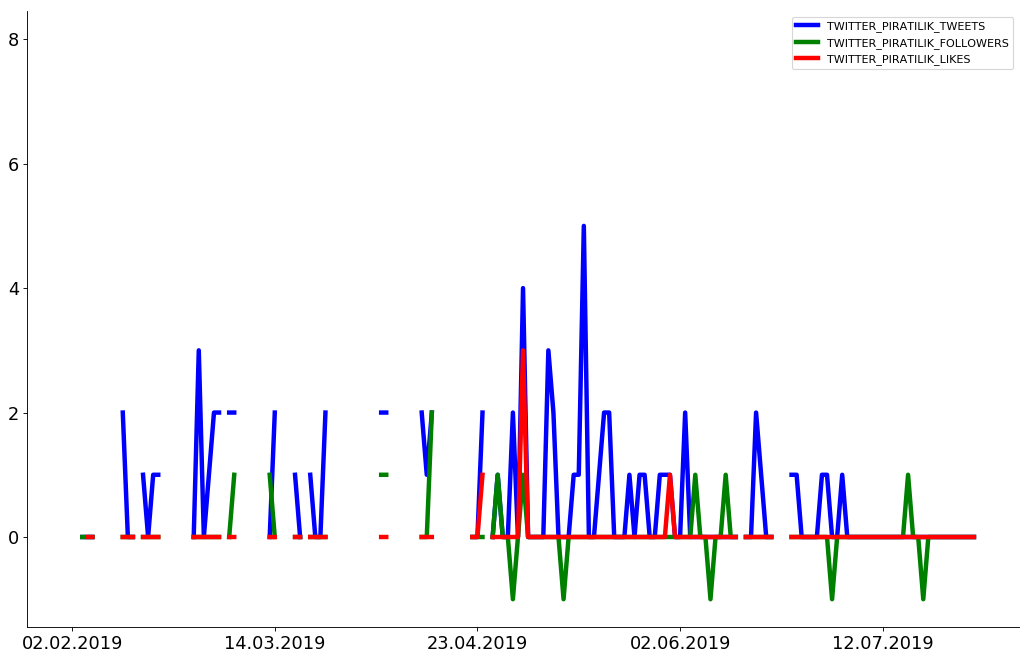 TWITTER_PIRATILIK_TWEETS
TWITTER_PIRATILIK_FOLLOWERS
TWITTER_PIRATILIK_LIKES
8
6
4
2
0
02.02.2019 14.03.2019 23.04.2019 02.06.2019 12.07.2019